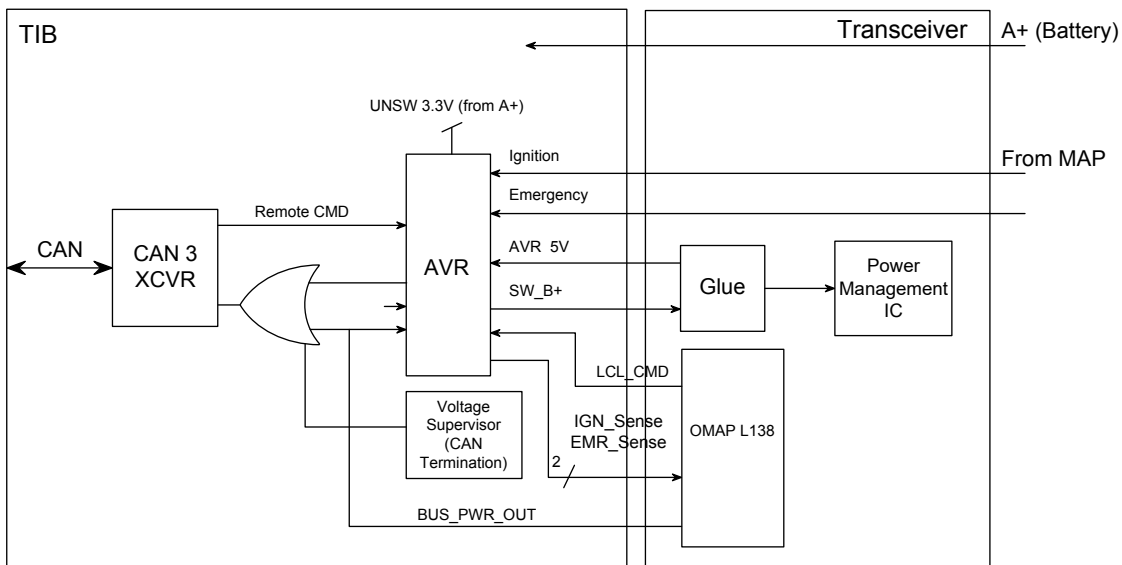 TIB
Transceiver
A+ (Battery)
UNSW 3.3V (from A+)
Ignition
From MAP
Emergency
Remote CMD
CAN
CAN 3
XCVR
AVR
AVR 5V
SW_B+
Glue
Power
Management
IC
LCL_CMD
Voltage
Supervisor
(CAN
Termination)
IGN_Sense
EMR_Sense
2
OMAP L138
BUS_PWR_OUT